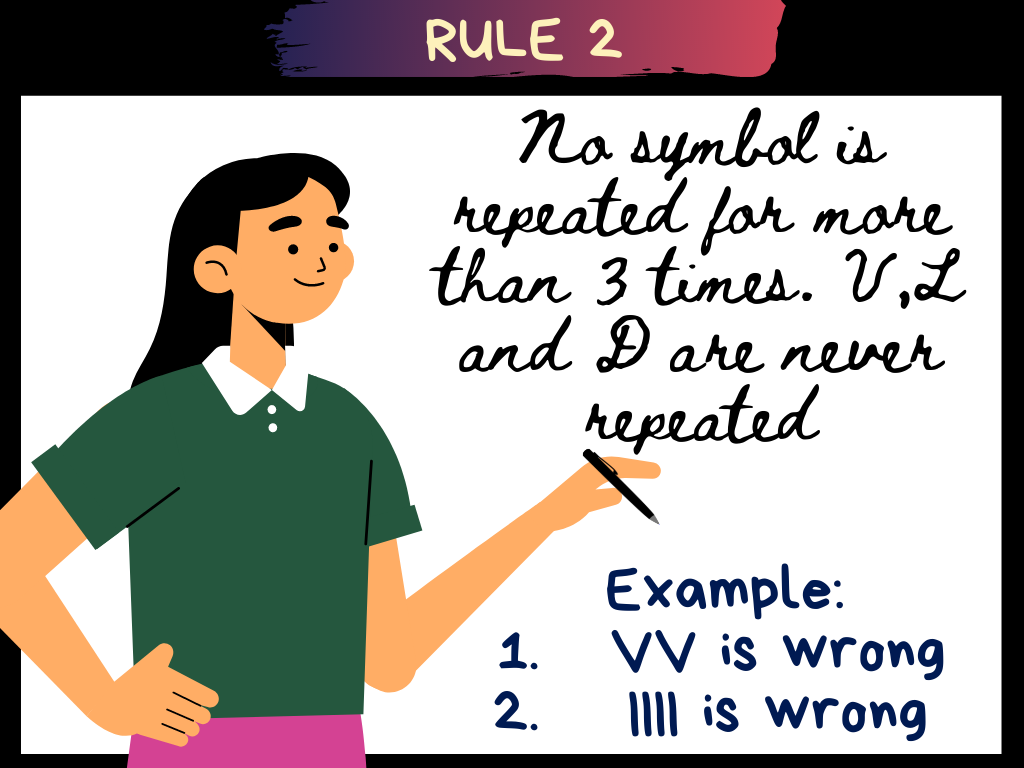 RULE 2
No symbol is
repeated for more
than 3 times. V,L
and D are never
repeated
Example:
1. VV is wrong
2. IIII is wrong